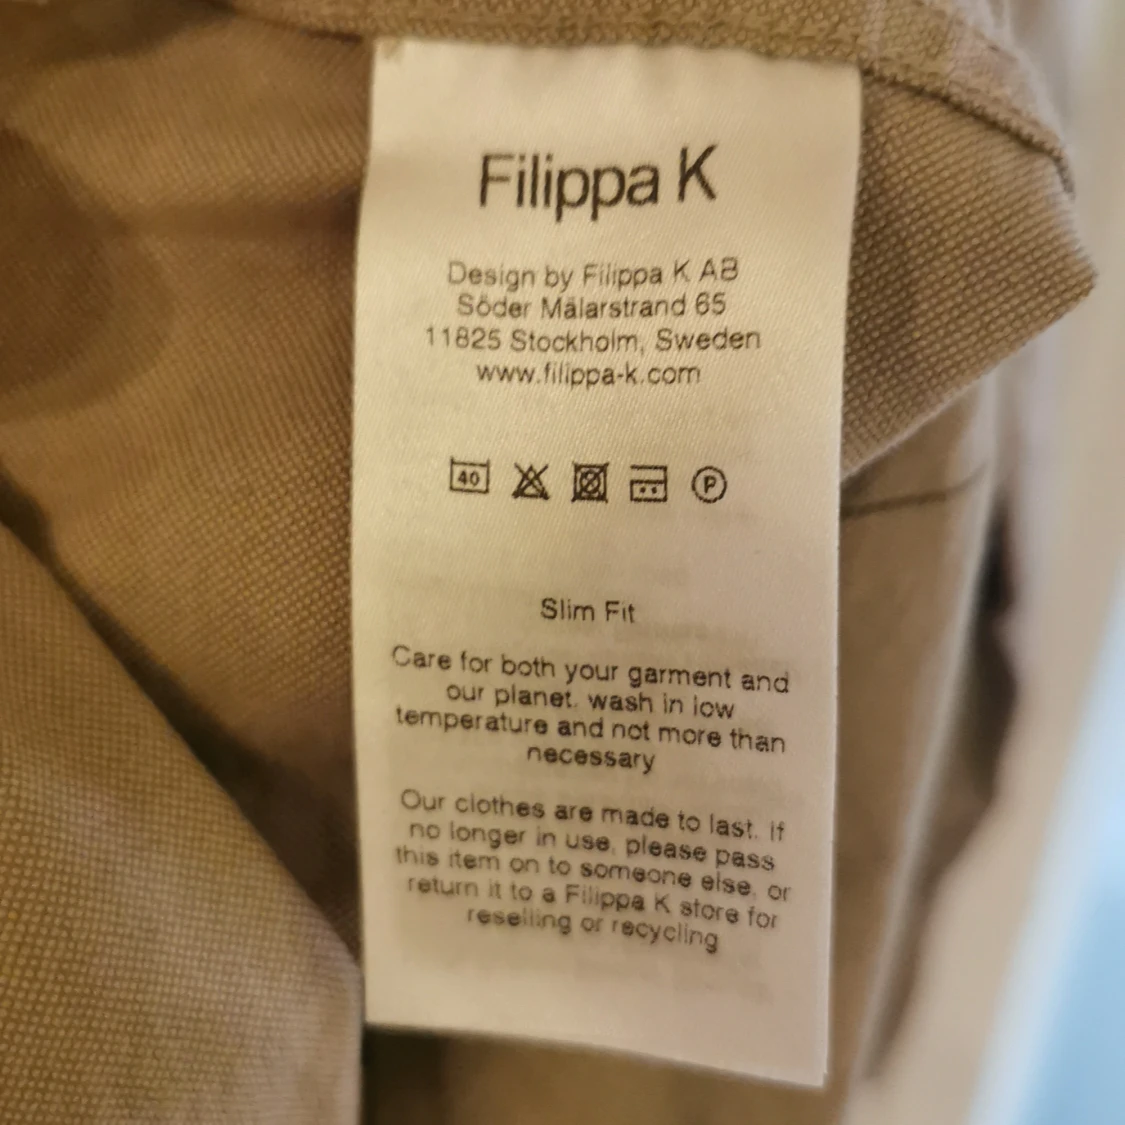 Filippa K
Design by Filippa K AB
Söder Mälarstrand 65
11825 Stockholm, Sweden
www.filippa-k.com
40 P
Slim Fit
Care for both your garment and
our planet, wash in low
temperature and not more than
necessary
Our clothes are made to last. If
no longer in use, please pass
this item on to someone else, or
return it to a Filippa K store for
reselling or recycling